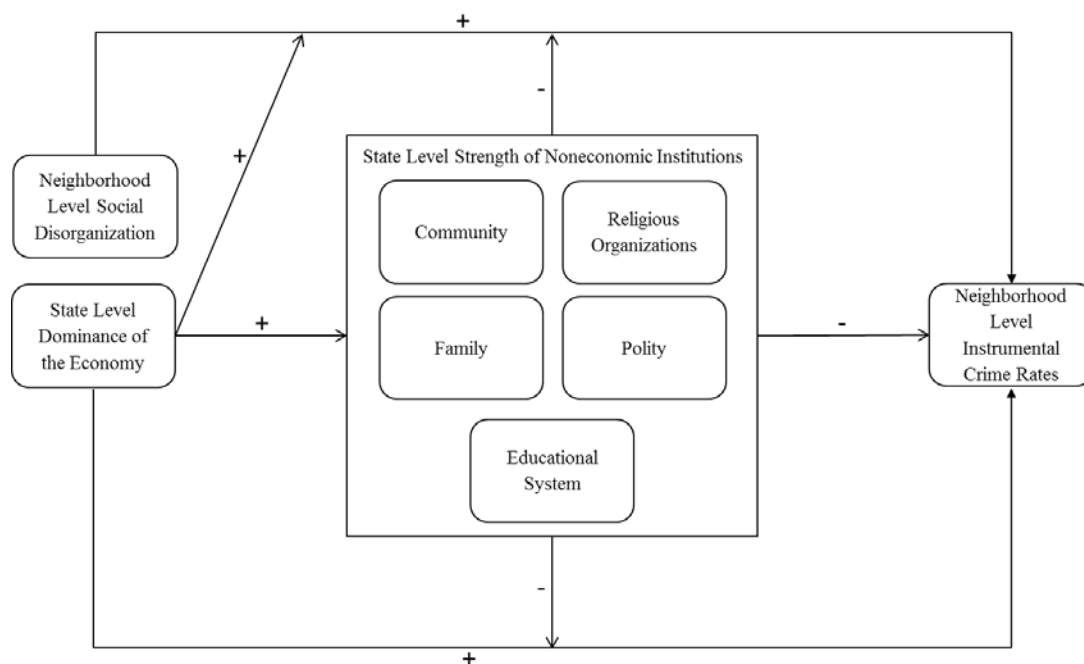 +
-
+
Neighborhood
Level Social
Disorganization
State Level
Dominance of
the Economy
+
State Level Strength of Noneconomic Institutions
Community
Religious
Organizations
Family
Polity
Educational
System
-
Neighborhood
Level
Instrumental
Crime Rates
-
+